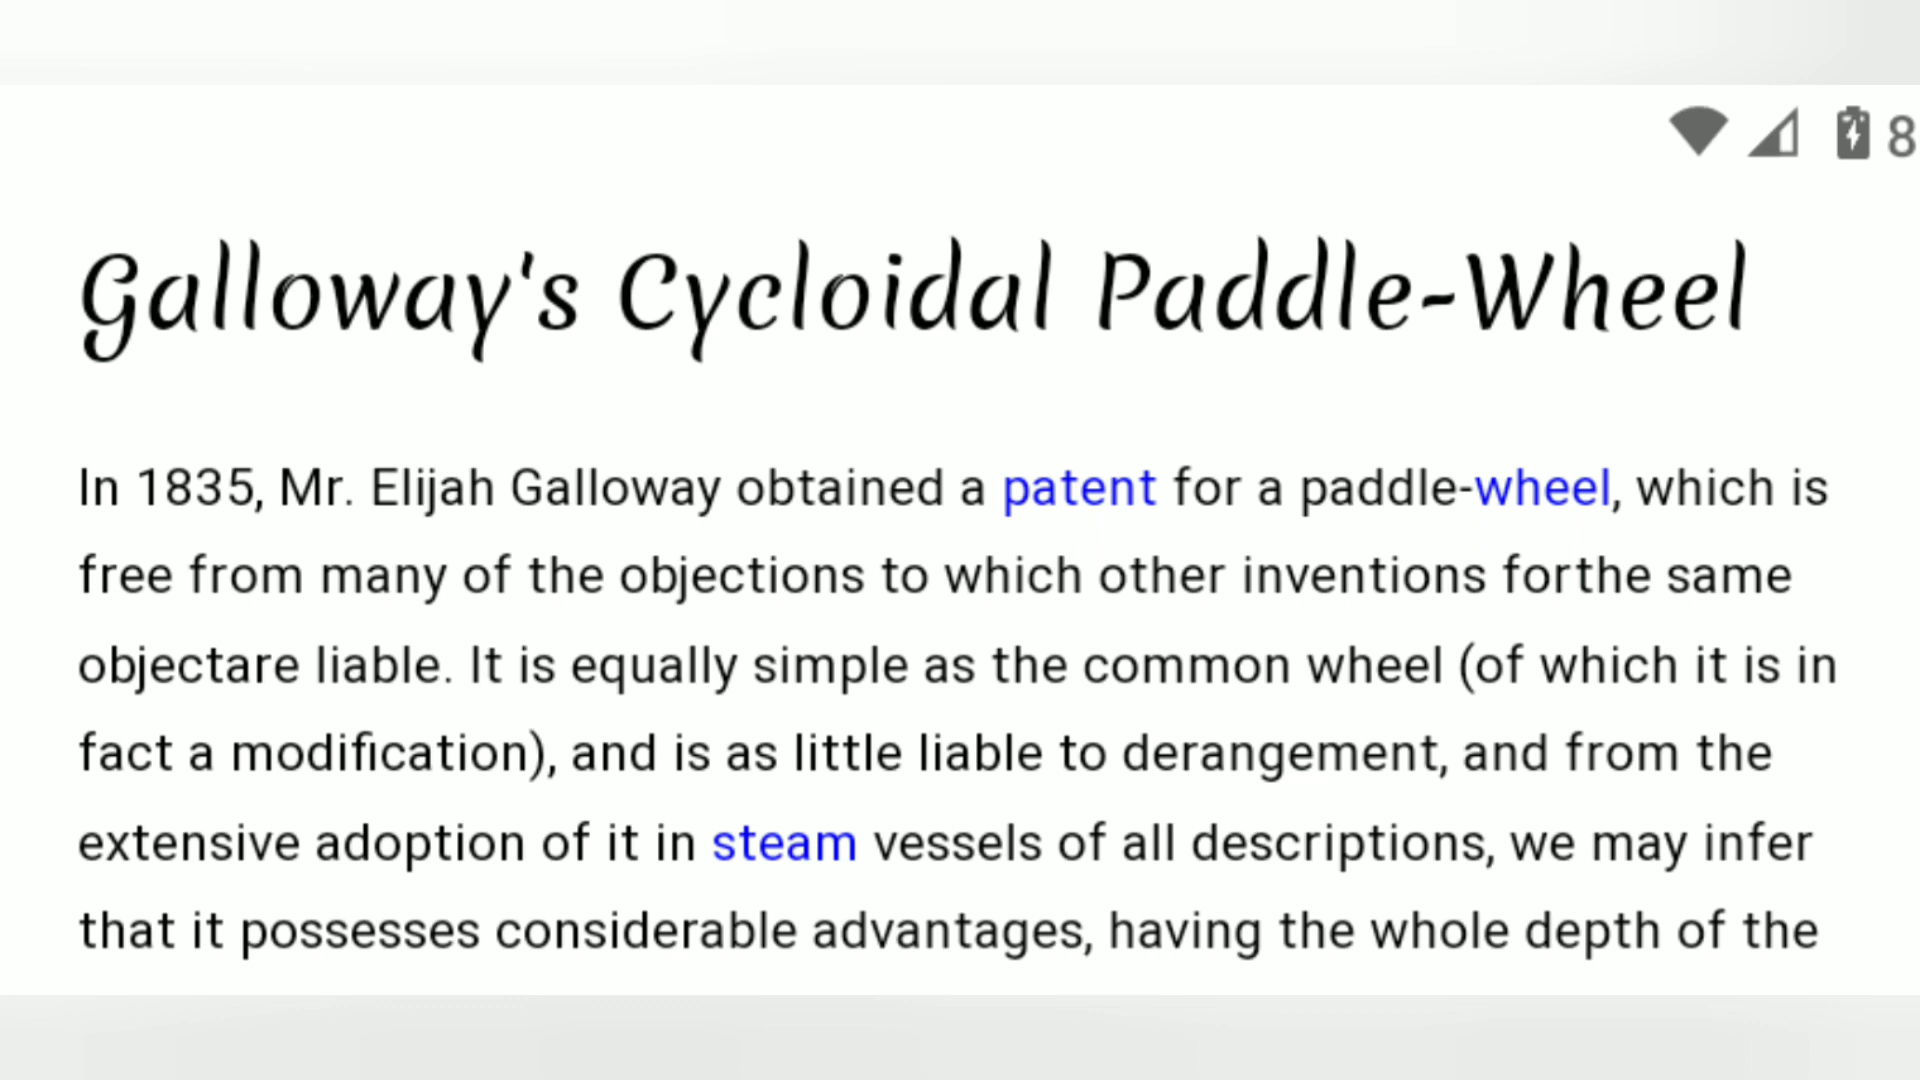 8
Galloway's Cycloidal Paddle-Wheel
In 1835, Mr. Elijah Galloway obtained a patent for a paddle-wheel, which is
free from many of the objections to which other inventions forthe same
objectare liable. It is equally simple as the common wheel (of which it is in
fact a modification), and is as little liable to derangement, and from the
extensive adoption of it in steam vessels of all descriptions, we may infer
that it possesses considerable advantages, having the whole depth of the